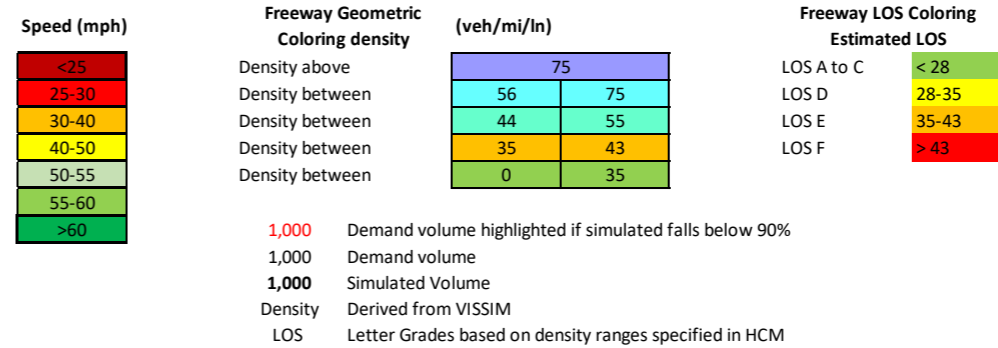 Speed (mph)
<25
25-30
30-40
40-50
50-55
55-60
>60
Freeway Geometric
Coloring density
(veh/mi/ln)
Density above 75
Density between 56 75
Density between 44 55
Density between 35 43
Density between 0 35
Freeway LOS Coloring
Estimated LOS
LOS A to C < 28
LOS D 28-35
LOS E 35-43
LOS F > 43
1,000 Demand volume highlighted if simulated falls below 90%
1,000 Demand volume
1,000 Simulated Volume
Density Derived from VISSIM
LOS Letter Grades based on density ranges specified in HCM